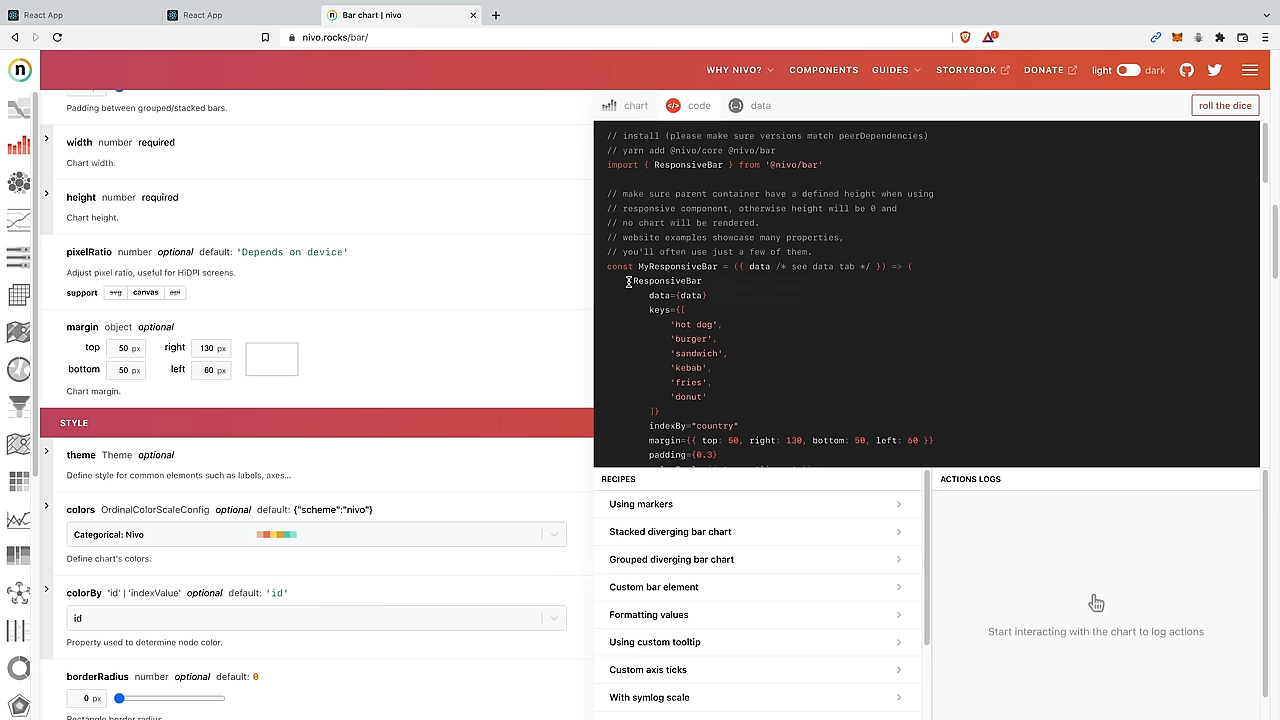 React App
React App
Bar chart | nivo
nivo.rocks/bar/
1
n
WHY NIVO?
COMPONENTS
GUIDES
STORYBOOK
DONATE
light
dark
Padding between grouped/stacked bars.
width number required
Chart width.
height number required
Chart height.
pixelRatio number optional default: 'Depends on device'
Adjust pixel ratio, useful for HiDPI screens.
support svg canvas api
margin object optional
top 50 px right 130 px
bottom 50 px left 60 px
Chart margin.
STYLE
theme Theme optional
Define style for common elements such as labels, axes...
colors OrdinalColorScaleConfig optional default: {"scheme":"nivo"}
Categorical: Nivo
Define chart's colors.
colorBy 'id' | 'indexValue' optional default: 'id'
id
Property used to determine node color.
borderRadius number optional default: 0
0 px
Rectangle border radius.
chart
code
data
roll the dice
// install (please make sure versions match peerDependencies)
// yarn add @nivo/core @nivo/bar
import { ResponsiveBar } from '@nivo/bar'
// make sure parent container have a defined height when using
// responsive component, otherwise height will be 0 and
// no chart will be rendered.
// website examples showcase many properties,
// you'll often use just a few of them.
const MyResponsiveBar = ({ data /* see data tab */ }) => (
ResponsiveBar
data={data}
keys={[
'hot dog',
'burger',
'sandwich',
'kebab',
'fries',
'donut'
]}
indexBy="country"
margin={{ top: 50, right: 130, bottom: 50, left: 60 }}
padding={0.3}
RECIPES
Using markers
Stacked diverging bar chart
Grouped diverging bar chart
Custom bar element
Formatting values
Using custom tooltip
Custom axis ticks
With symlog scale
ACTIONS LOGS
Start interacting with the chart to log actions